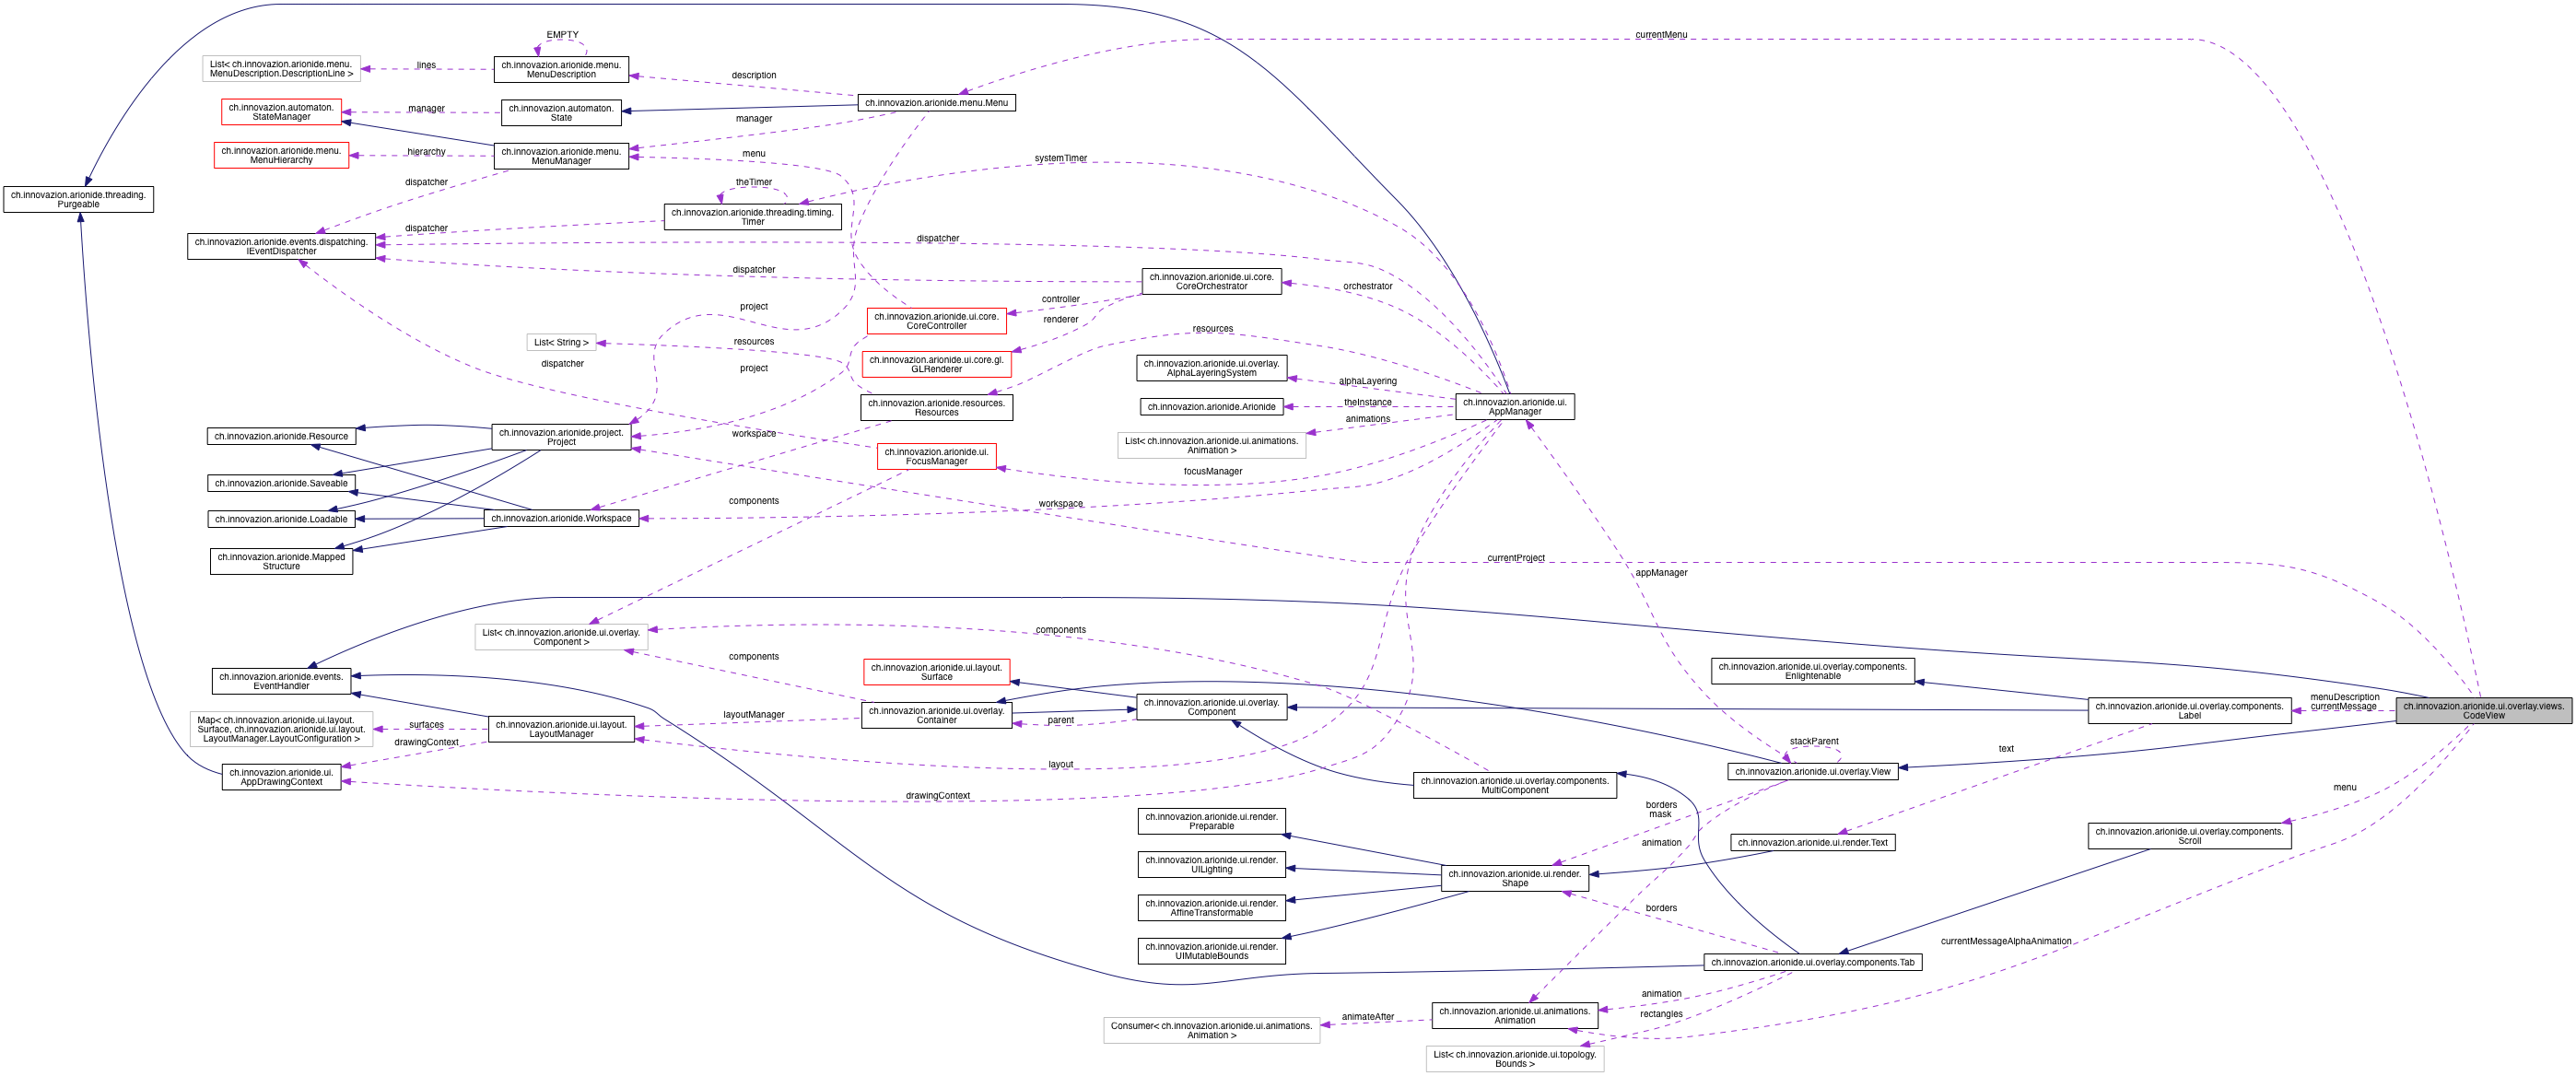 EMPTY
currentMenu
List< ch.innovazion.arionide.menu.
MenuDescription.DescriptionLine >
lines
ch.innovazion.arionide.menu.
MenuDescription
description
ch.innovazion.automaton.
StateManager
manager
ch.innovazion.automaton.
State
ch.innovazion.arionide.menu.Menu
manager
ch.innovazion.arionide.menu.
MenuHierarchy
hierarchy
ch.innovazion.arionide.menu.
MenuManager
menu
systemTimer
dispatcher
theTimer
ch.innovazion.arionide.threading.
Purgeable
ch.innovazion.arionide.threading.timing.
Timer
dispatcher
ch.innovazion.arionide.events.dispatching.
IEventDispatcher
dispatcher
dispatcher
ch.innovazion.arionide.ui.core.
CoreOrchestrator
orchestrator
controller
project
renderer
ch.innovazion.arionide.ui.core.
CoreController
resources
List< String >
resources
dispatcher
project
ch.innovazion.arionide.ui.core.gl.
GLRenderer
ch.innovazion.arionide.ui.overlay.
AlphaLayeringSystem
alphaLayering
ch.innovazion.arionide.resources.
Resources
ch.innovazion.arionide.Arionide
theInstance
ch.innovazion.arionide.ui.
AppManager
animations
ch.innovazion.arionide.Resource
ch.innovazion.arionide.project.
Project
workspace
List< ch.innovazion.arionide.ui.animations.
Animation >
ch.innovazion.arionide.ui.
FocusManager
focusManager
ch.innovazion.arionide.Saveable
components
workspace
ch.innovazion.arionide.Loadable
ch.innovazion.arionide.Workspace
ch.innovazion.arionide.Mapped
Structure
currentProject
appManager
List< ch.innovazion.arionide.ui.overlay.
Component >
components
components
ch.innovazion.arionide.events.
EventHandler
ch.innovazion.arionide.ui.layout.
Surface
ch.innovazion.arionide.ui.overlay.components.
Enlightenable
ch.innovazion.arionide.ui.overlay.
Container
ch.innovazion.arionide.ui.overlay.
Component
parent
ch.innovazion.arionide.ui.overlay.components.
Label
menuDescription
currentMessage
ch.innovazion.arionide.ui.overlay.views.
CodeView
Map< ch.innovazion.arionide.ui.layout.
Surface, ch.innovazion.arionide.ui.layout.
LayoutManager.LayoutConfiguration >
surfaces
drawingContext
ch.innovazion.arionide.ui.layout.
LayoutManager
layoutManager
stackParent
text
layout
ch.innovazion.arionide.ui.
AppDrawingContext
drawingContext
ch.innovazion.arionide.ui.overlay.components.
MultiComponent
ch.innovazion.arionide.ui.overlay.View
menu
borders
mask
ch.innovazion.arionide.ui.render.
Preparable
animation
ch.innovazion.arionide.ui.render.Text
ch.innovazion.arionide.ui.overlay.components.
Scroll
ch.innovazion.arionide.ui.render.
UILighting
ch.innovazion.arionide.ui.render.
Shape
ch.innovazion.arionide.ui.render.
AffineTransformable
borders
ch.innovazion.arionide.ui.render.
UIMutableBounds
currentMessageAlphaAnimation
ch.innovazion.arionide.ui.overlay.components.Tab
animation
rectangles
Consumer< ch.innovazion.arionide.ui.animations.
Animation >
animateAfter
ch.innovazion.arionide.ui.animations.
Animation
List< ch.innovazion.arionide.ui.topology.
Bounds >